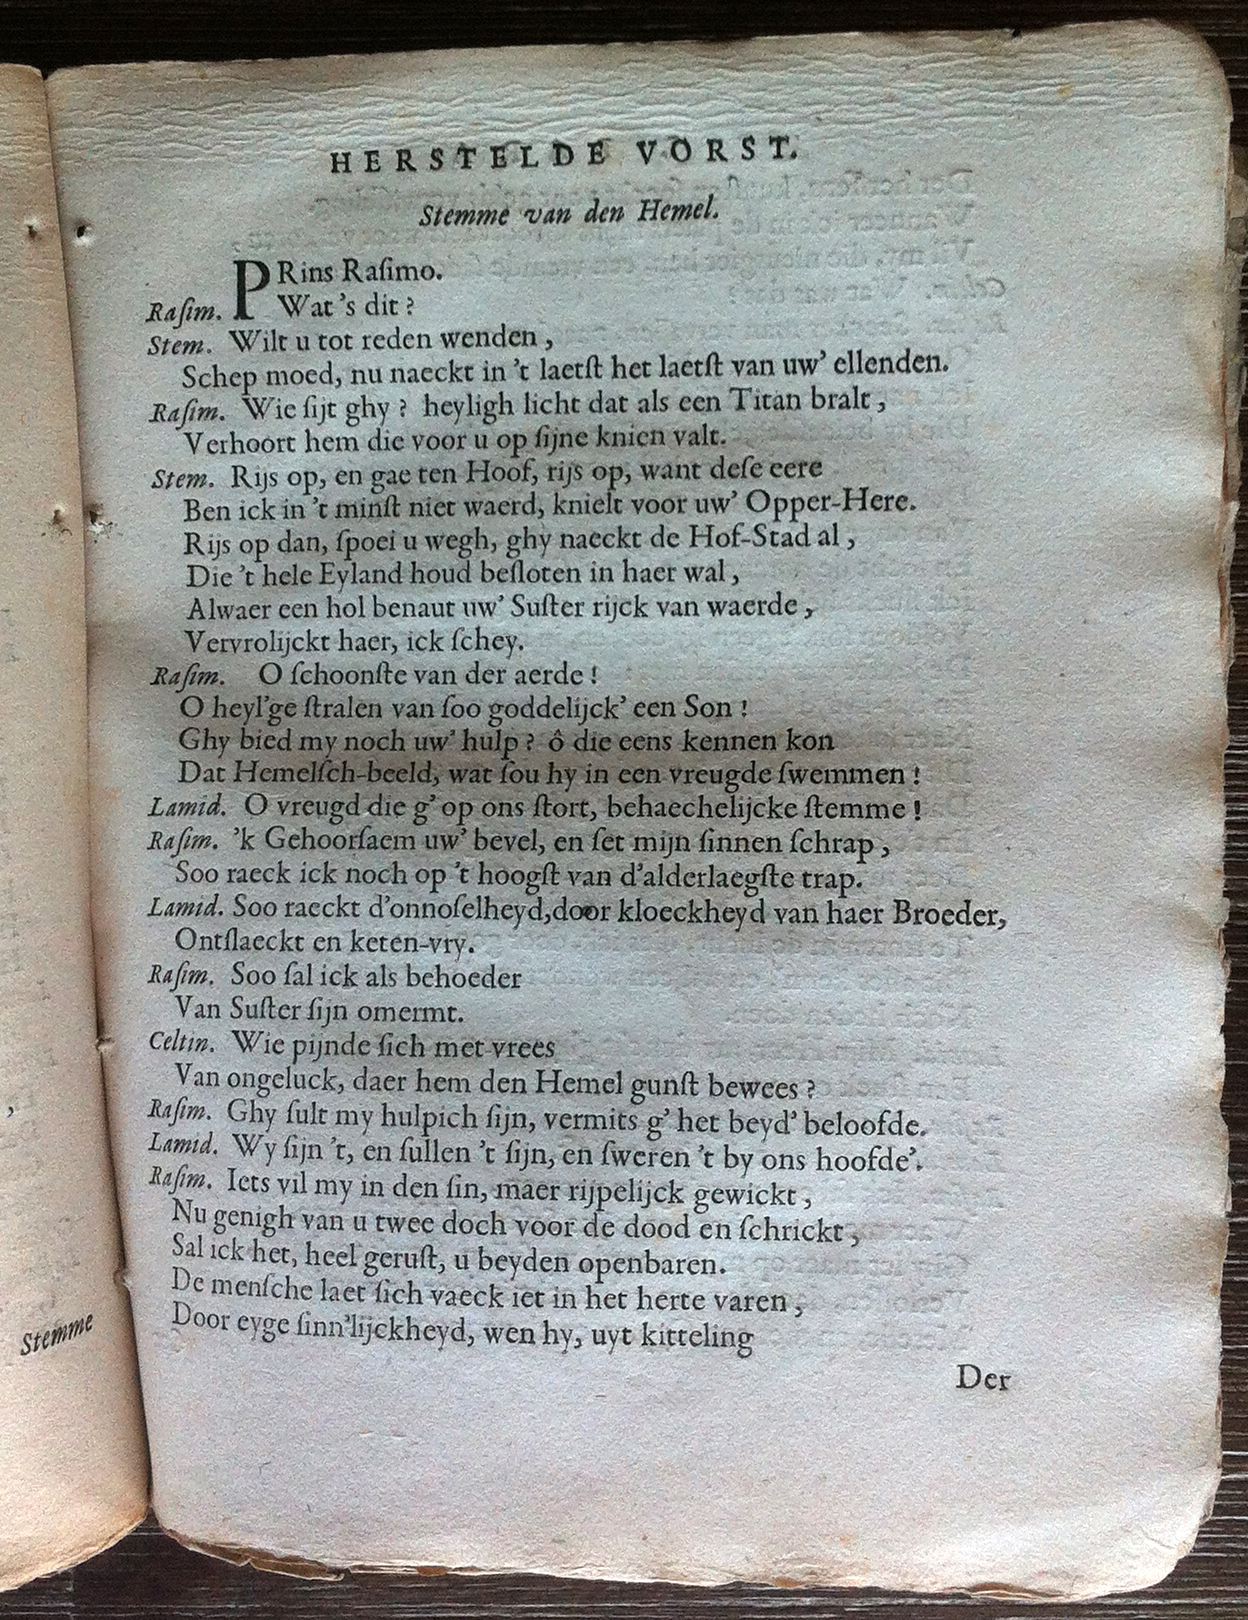 HERSTELDE VORST.
Stemme van den Hemel.
PRins Raſimo.
Raſim. Wat 's dit?
Stem. Wilt u tot reden wenden,
Schep moed, nu naeckt in 't laetſt het laetſt van uw' ellenden.
Raſim. Wie ſijt ghy? heyligh licht dat als een Titan bralt,
Verhoort hem die voor u op ſijne knien valt.
Stem. Rijs op, en gae ten Hoof, rijs op, want deſe eere
Ben ick in 't minſt niet waerd, knielt voor uw' Opper-Here.
Rijs op dan, ſpoei u wegh, ghy naeckt de Hof-Stad al,
Die 't hele Eyland houd beſloten in haer wal,
Alwaer een hol benaut uw' Suſter rijck van waerde,
Vervrolijckt haer, ick ſchey.
Raſim. O ſchoonſte van der aerde!
O heyl'ge ſtralen van ſoo goddelijck' een Son!
Ghy bied my noch uw' hulp? ô die eens kennen kon
Dat Hemelſch-beeld, wat ſou hy in een vreugde ſwemmen!
Lamid. O vreugd die g' op ons ſtort, behaechelijcke ſtemme!
Raſim. 'k Gehoorſaem uw' bevel, en ſet mijn ſinnen ſchrap,
Soo raeck ick noch op 't hoogſt van d'alderlaegſte trap.
Lamid. Soo raeckt d'onnoſelheyd,door kloeckheyd van haer Broeder,
Ontſlaeckt en keten-vry.
Raſim. Soo ſal ick als behoeder
Van Suſter ſijn omermt.
Celtin. Wie pijnde ſich met vrees
Van ongeluck, daer hem den Hemel gunſt bewees?
Raſim. Ghy ſult my hulpich ſijn, vermits g' het beyd' beloofde.
Lamid. Wy ſijn 't, en ſullen 't ſijn, en ſweren 't by ons hoofde'.
Raſim. Iets vil my in den ſin, maer rijpelijck gewickt,
Nu genigh van u twee doch voor de dood en ſchrickt,
Sal ick het, heel geruſt, u beyden openbaren.
De menſche laet ſich vaeck iet in het herte varen,
Door eyge ſinn'lijckheyd, wen hy, uyt kitteling
Der
Stemme